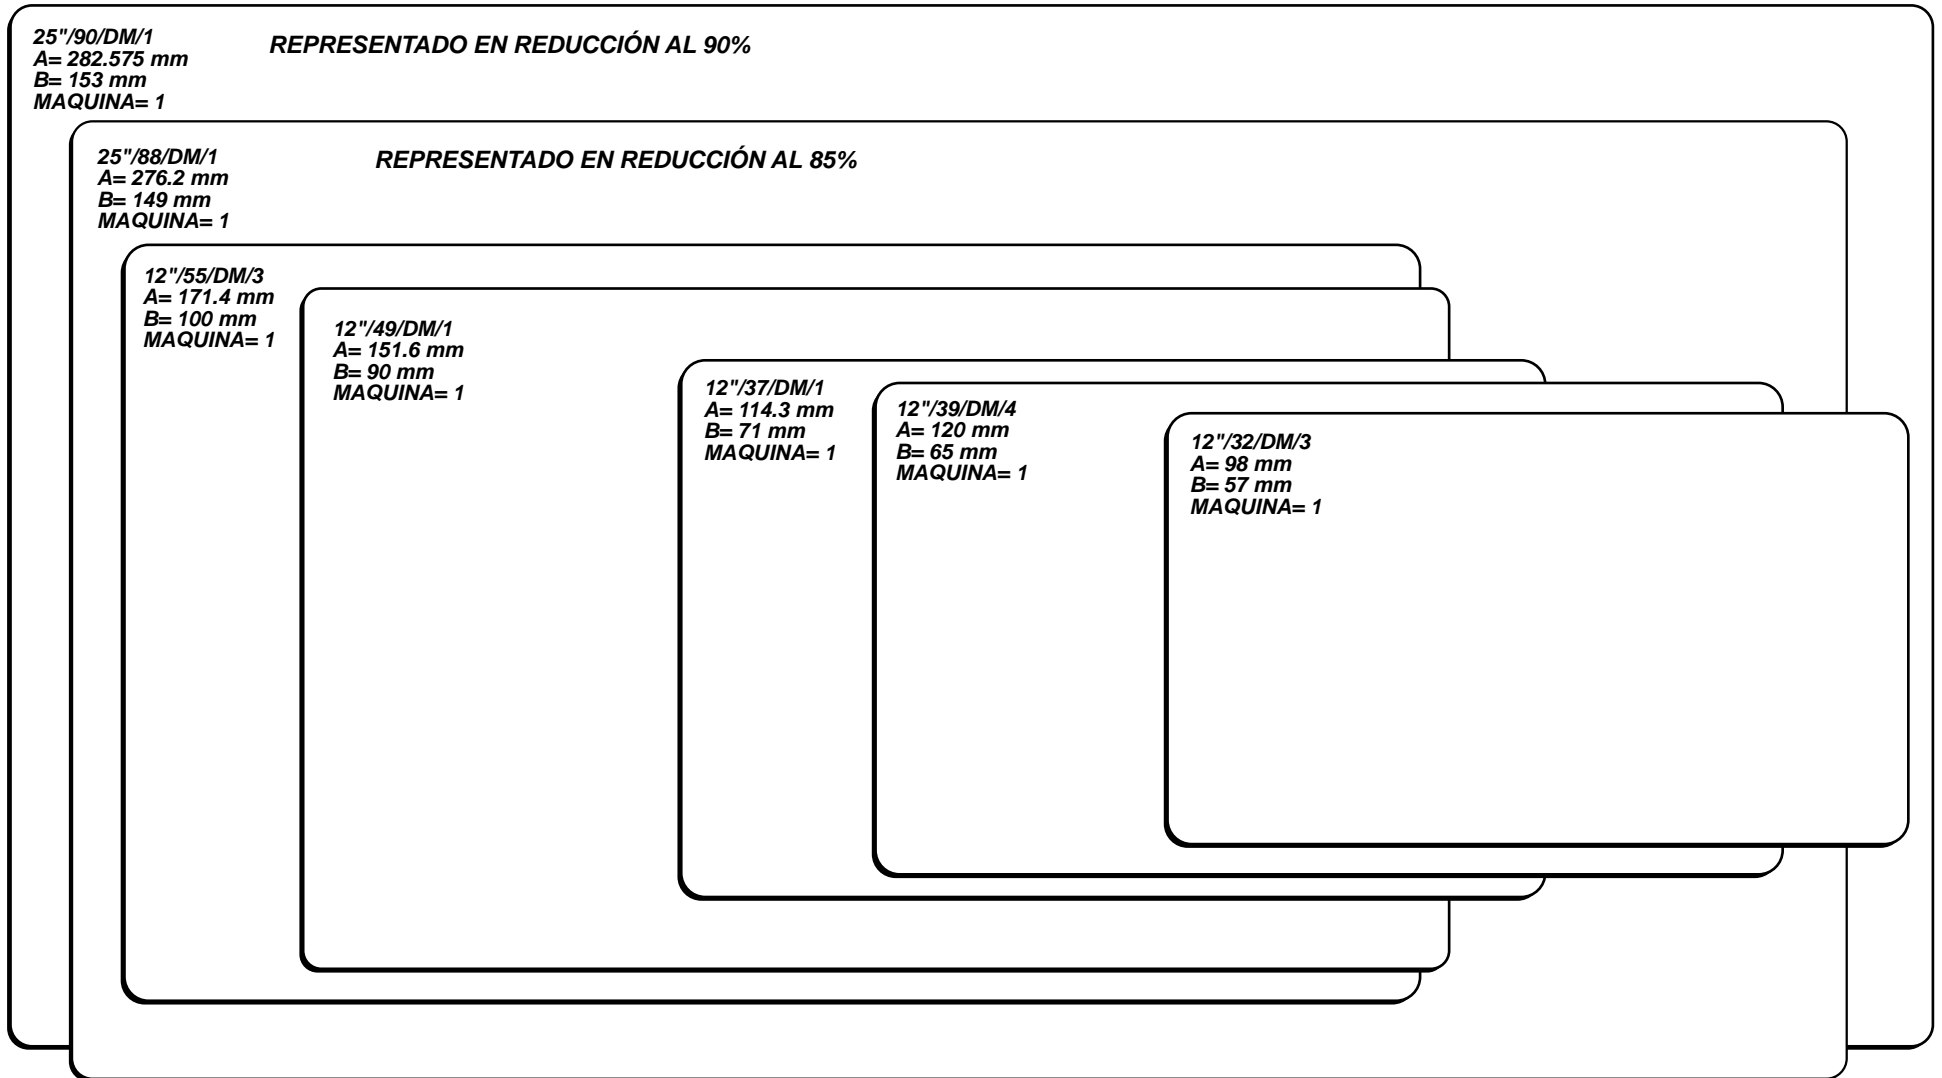 25"/90/DM/1
A= 282.575 mm
B= 153 mm
MAQUINA= 1
REPRESENTADO EN REDUCCIÓN AL 90%
25"/88/DM/1
A= 276.2 mm
B= 149 mm
MAQUINA= 1
REPRESENTADO EN REDUCCIÓN AL 85%
12"/55/DM/3
A= 171.4 mm
B= 100 mm
MAQUINA= 1
12"/49/DM/1
A= 151.6 mm
B= 90 mm
MAQUINA= 1
12"/37/DM/1
A= 114.3 mm
B= 71 mm
MAQUINA= 1
12"/39/DM/4
A= 120 mm
B= 65 mm
MAQUINA= 1
12"/32/DM/3
A= 98 mm
B= 57 mm
MAQUINA= 1